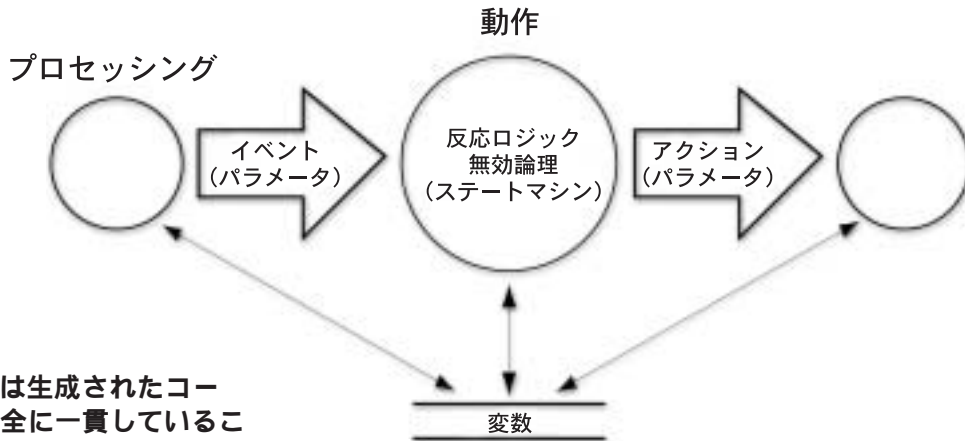 動作
プロセッシング
イベント
(パラメータ)
反応ロジック
無効論理
(ステートマシン)
アクション
(パラメータ)
は生成されたコー
全に一貫しているこ
変数